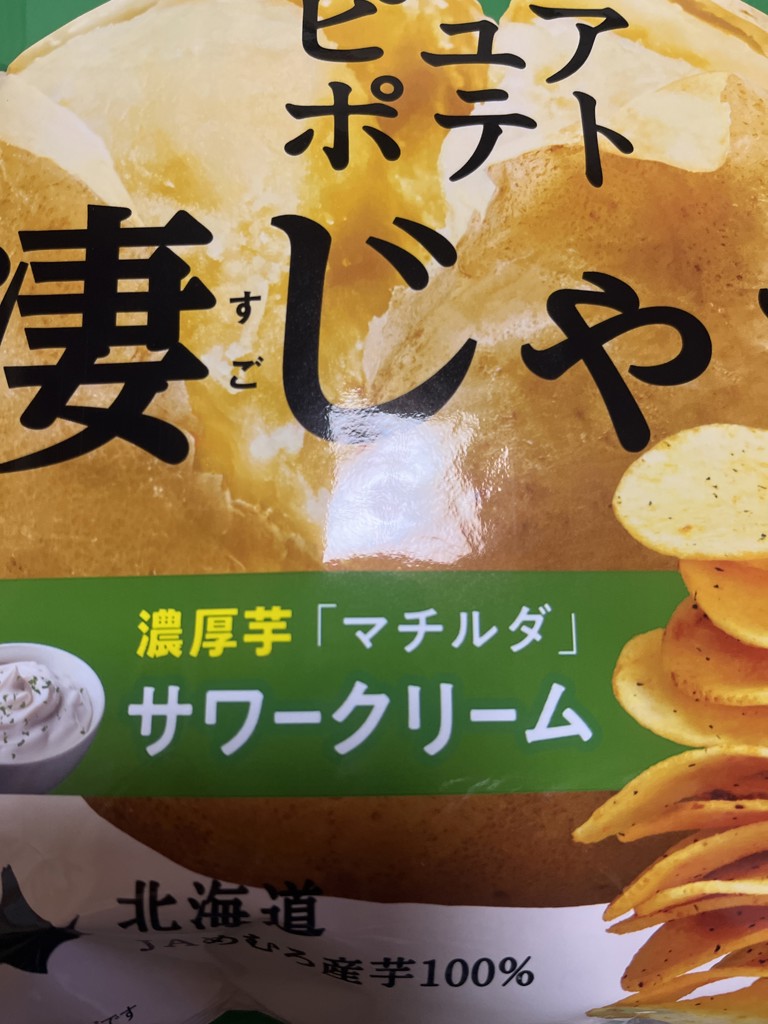 ピュア
ポテト
凄じゃ
すご
濃厚芋「マチルダ」
サワークリーム
北海道
JAめむろ産芋100%
です